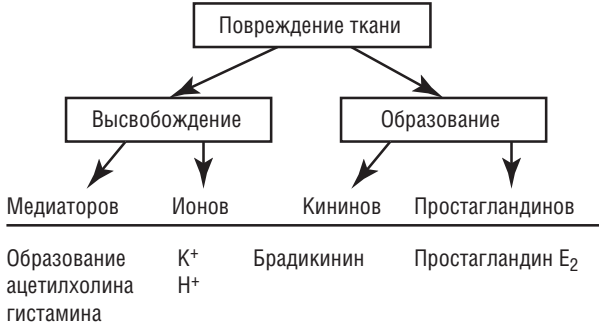 Повреждение ткани
Высвобождение Образование
Медиаторов Ионов Кининов Простагландинов
Образование K⁺ Брадикинин Простагландин E₂
ацетилхолина H⁺
гистамина